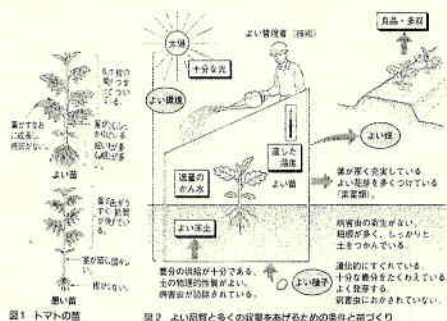 太陽
十分な光
よい環境
よい管理者（技術）
良品・多収
よい苗
適した
温度
適量の
かん水
よい苗
よい畑
葉が厚く充実している
よい花芽を多くつけている
（果菜類）。
よい床土
病害虫の寄生がない。
細根が多く、しっかりと
土をつかんでいる。
養分の供給が十分である。
土の物理的性質がよい。
病害虫が防除されている。
よい種子
遺伝的にすぐれている。
十分な養分をたくわえている
よく発芽する。
病害虫におかされていない。
悪い苗
図1 トマトの苗
図2 よい品質と多くの収量をあげるための条件と苗づくり